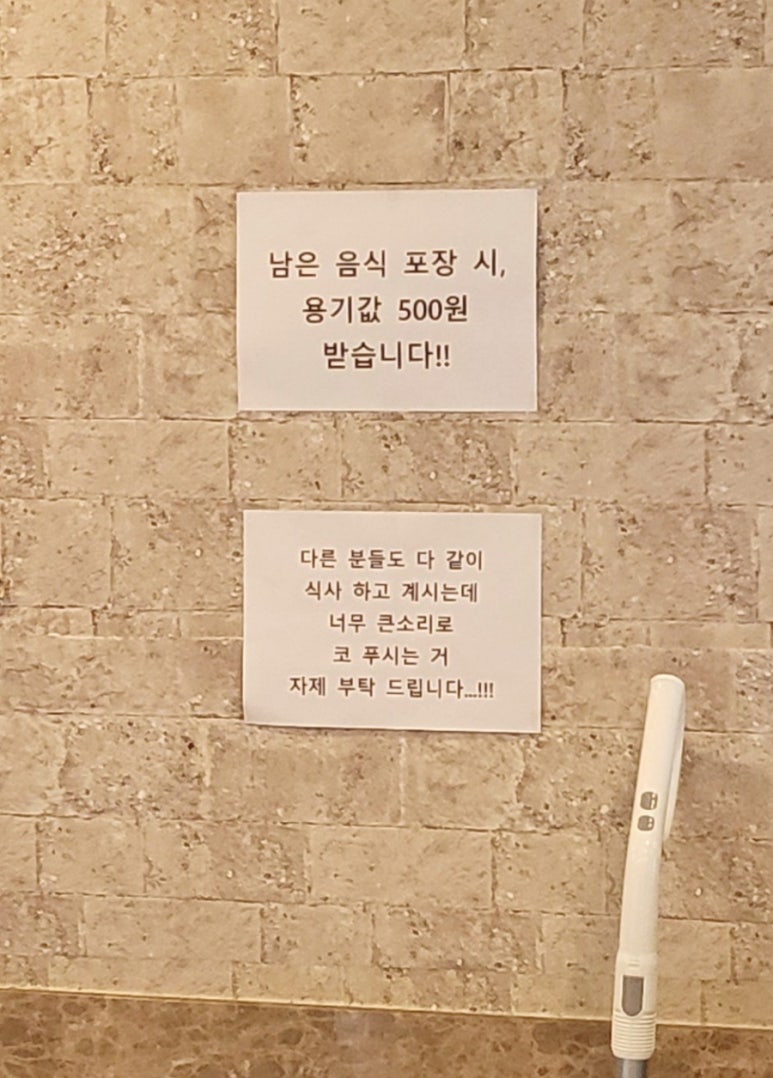 남은 음식 포장 시,
용기값 500원
받습니다!!
다른 분들도 다 같이
식사 하고 계시는데
너무 큰소리로
코 푸시는 거
자제 부탁 드립니다...!!!